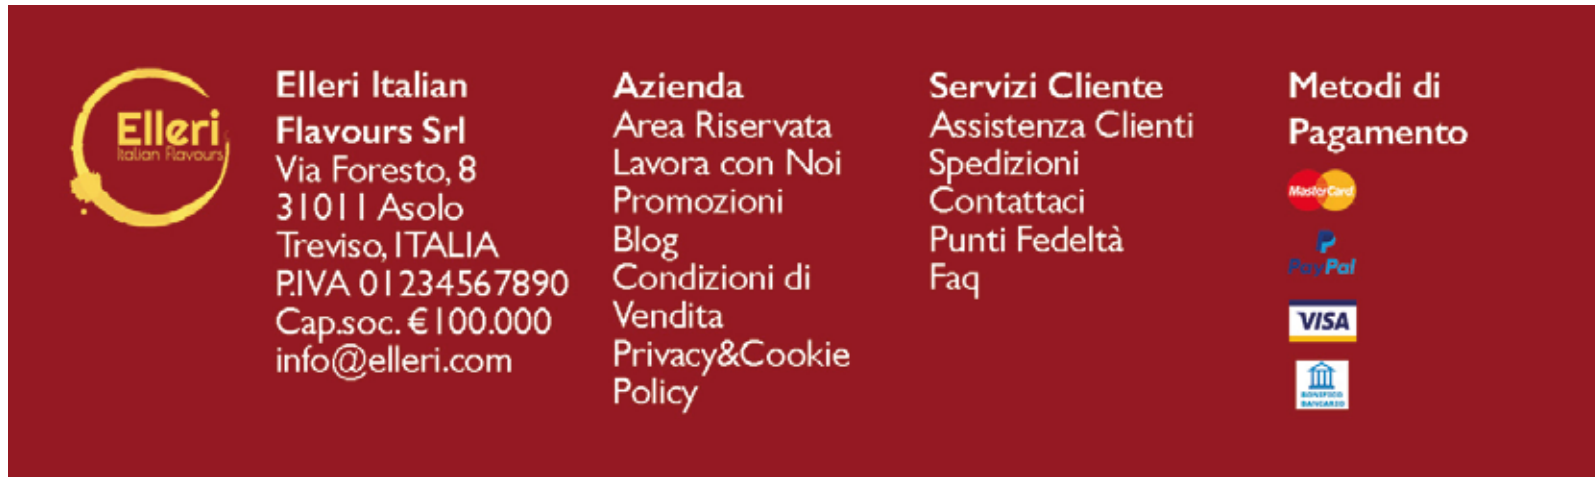 Elleri
Italian Flavours
Elleri Italian
Flavours Srl
Via Foresto, 8
31011 Asolo
Treviso, ITALIA
P.IVA 01234567890
Cap.soc. €100.000
info@elleri.com
Azienda
Area Riservata
Lavora con Noi
Promozioni
Blog
Condizioni di
Vendita
Privacy&Cookie
Policy
Servizi Cliente
Assistenza Clienti
Spedizioni
Contattaci
Punti Fedeltà
Faq
Metodi di
Pagamento
MasterCard
PayPal
VISA
BONIFICO
BANCARIO